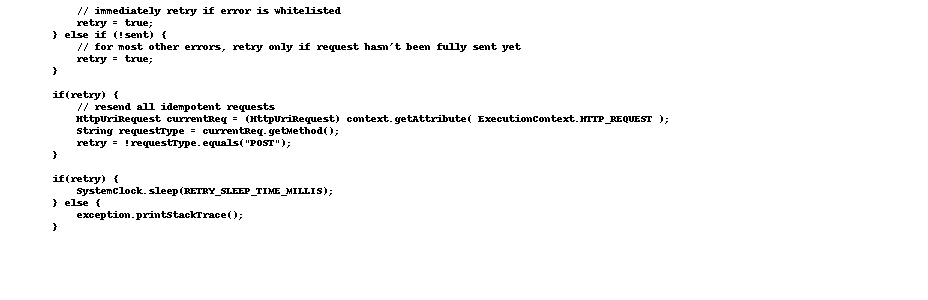 // immediately retry if error is whitelisted
retry = true;
} else if (!sent) {
// for most other errors, retry only if request hasn't been fully sent yet
retry = true;
}
if(retry) {
// resend all idempotent requests
HttpUriRequest currentReq = (HttpUriRequest) context.getAttribute( ExecutionContext.HTTP_REQUEST );
String requestType = currentReq.getMethod();
retry = !requestType.equals("POST");
}
if(retry) {
SystemClock.sleep(RETRY_SLEEP_TIME_MILLIS);
} else {
exception.printStackTrace();
}